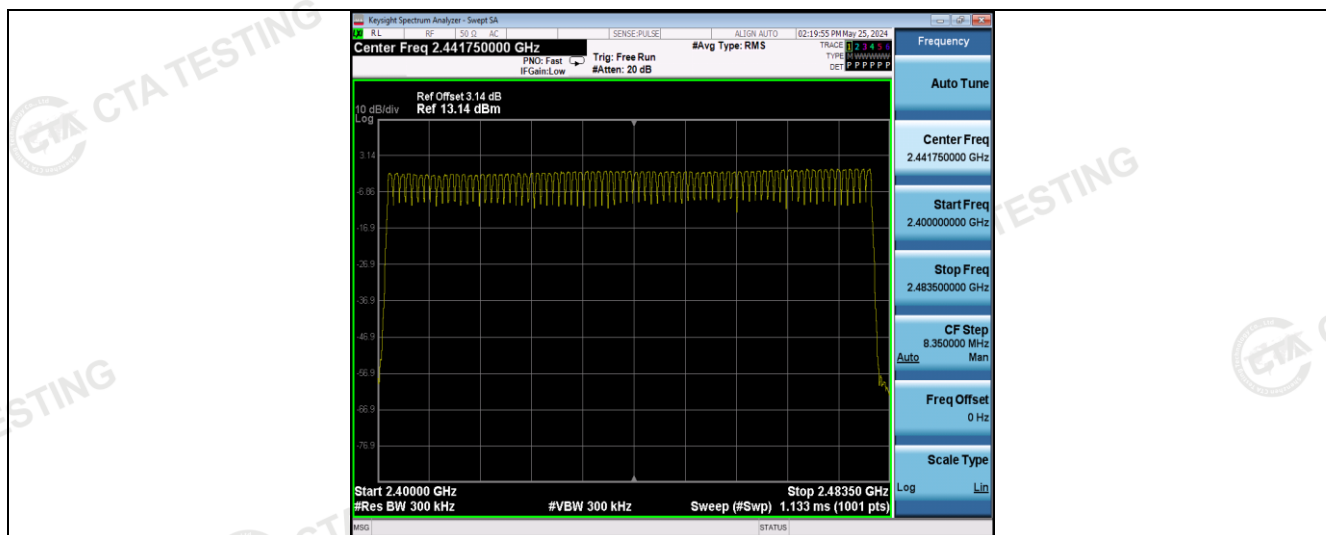 CTA TESTING
Keysight Spectrum Analyzer - Swept SA
RL RF 50 Ω AC SENSE:PULSE ALIGN AUTO 02:19:55 PM May 25, 2024
Center Freq 2.441750000 GHz
#Avg Type: RMS
TRACE 1 2 3 4 5 6
TYPE M W W W W W
DET P P P P P P
PNO: Fast
IFGain:Low
Trig: Free Run
#Atten: 20 dB
Ref Offset 3.14 dB
10 dB/div Ref 13.14 dBm
Log
3.14
-6.86
-16.9
-26.9
-36.9
-46.9
-56.9
-66.9
-76.9
Start 2.40000 GHz
Stop 2.48350 GHz
#Res BW 300 kHz
#VBW 300 kHz
Sweep (#Swp) 1.133 ms (1001 pts)
MSG
STATUS
Frequency
Auto Tune
Center Freq
2.441750000 GHz
Start Freq
2.400000000 GHz
Stop Freq
2.483500000 GHz
CF Step
8.350000 MHz
Auto Man
Freq Offset
0 Hz
Scale Type
Log Lin
TESTING
ESTING
CTA